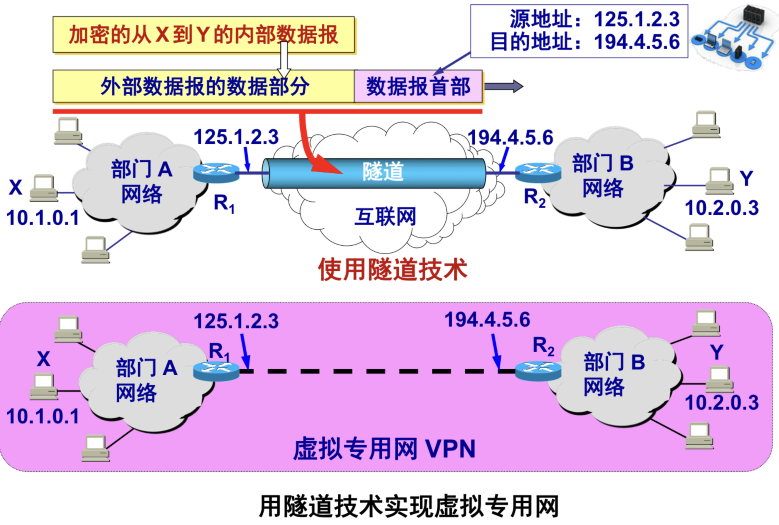 加密的从 X 到 Y 的内部数据报
源地址：125.1.2.3
目的地址：194.4.5.6
外部数据报的数据部分
数据报首部
125.1.2.3
194.4.5.6
部门 A
网络
X
10.1.0.1
R1
隧道
互联网
R2
部门 B
网络
Y
10.2.0.3
使用隧道技术
125.1.2.3
194.4.5.6
X
部门 A
网络
R1
10.1.0.1
R2
部门 B
网络
Y
10.2.0.3
虚拟专用网 VPN
用隧道技术实现虚拟专用网